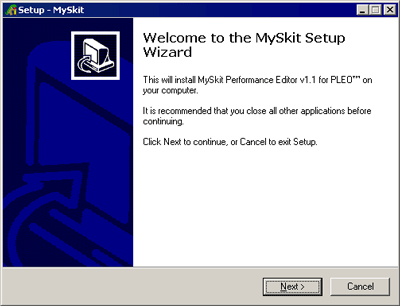 Setup - MySkit
Welcome to the MySkit Setup
Wizard
This will install MySkit Performance Editor v1.1 for PLEO™ on
your computer.
It is recommended that you close all other applications before
continuing.
Click Next to continue, or Cancel to exit Setup.
Next >
Cancel